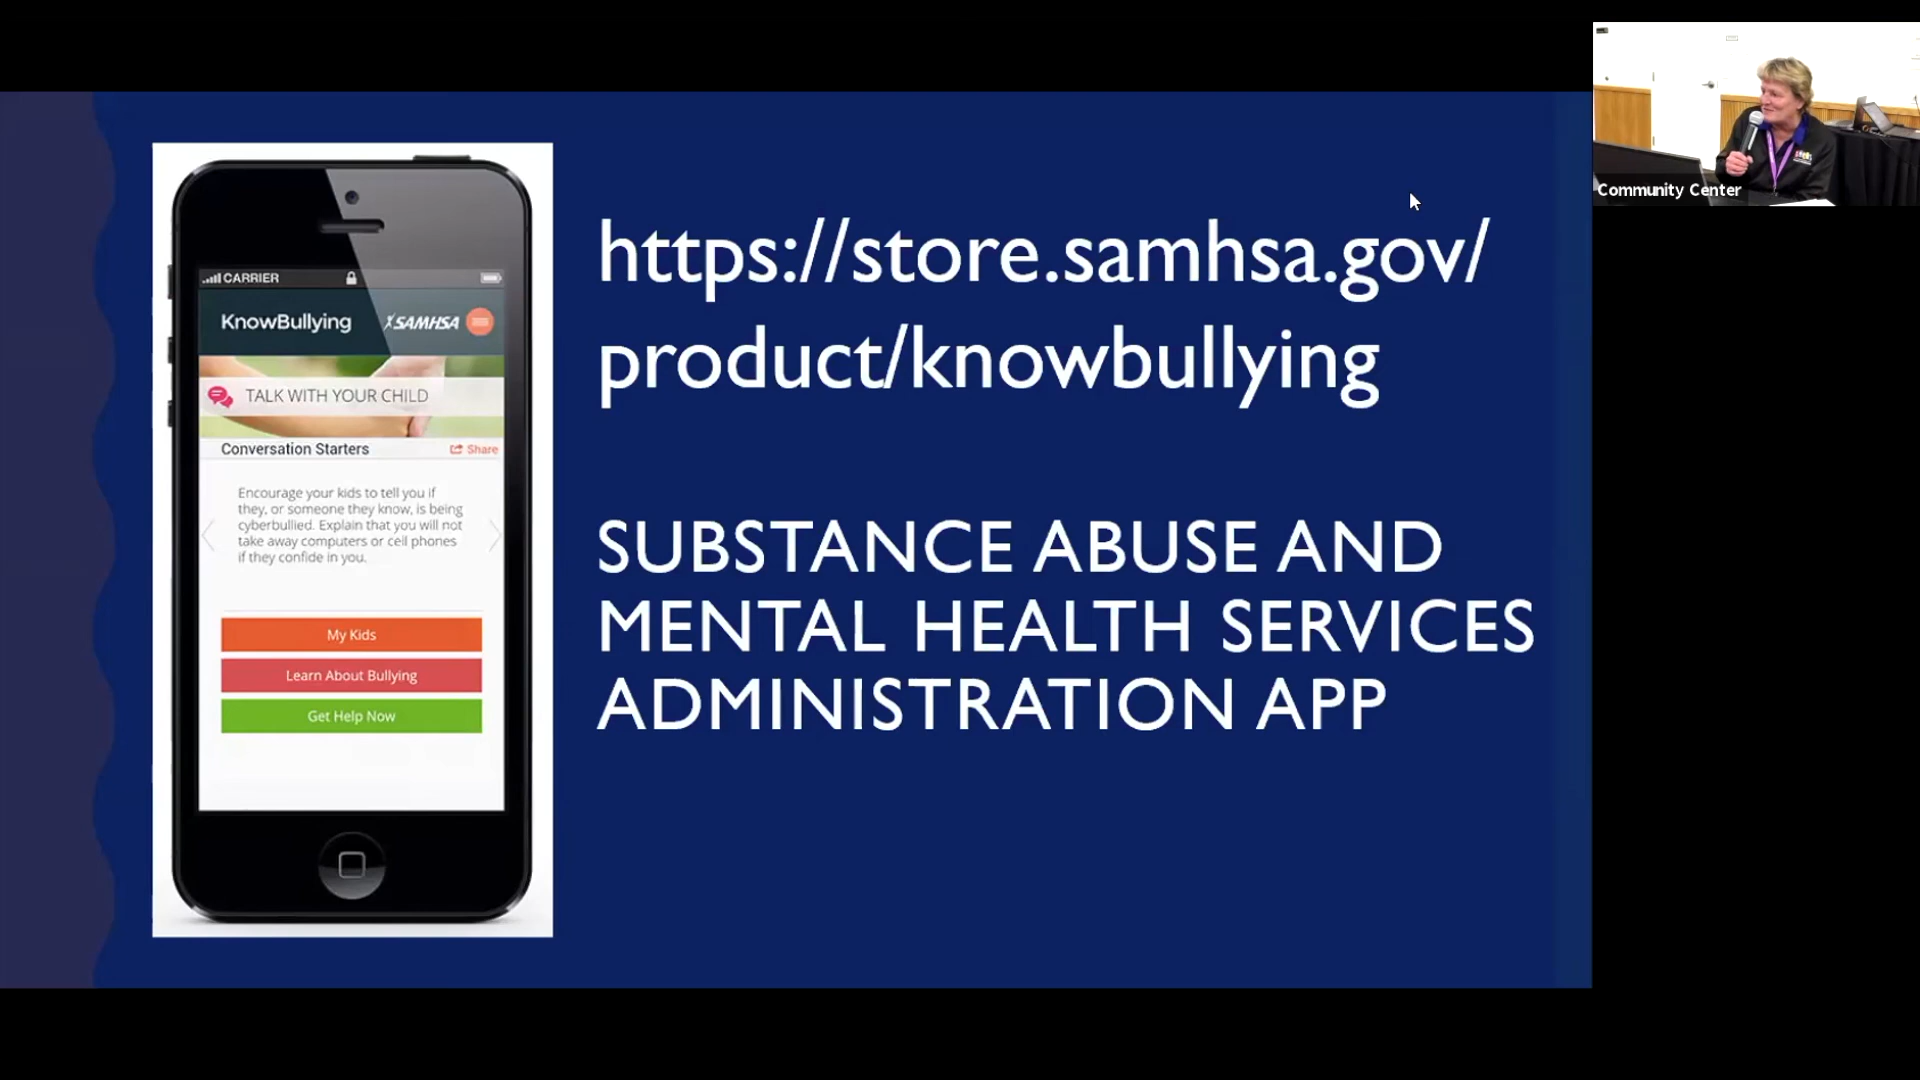 https://store.samhsa.gov/
product/knowbullying
SUBSTANCE ABUSE AND
MENTAL HEALTH SERVICES
ADMINISTRATION APP
CARRIER
KnowBullying SAMHSA
TALK WITH YOUR CHILD
Conversation Starters Share
Encourage your kids to tell you if
they, or someone they know, is being
cyberbullied. Explain that you will not
take away computers or cell phones
if they confide in you.
My Kids
Learn About Bullying
Get Help Now
Community Center